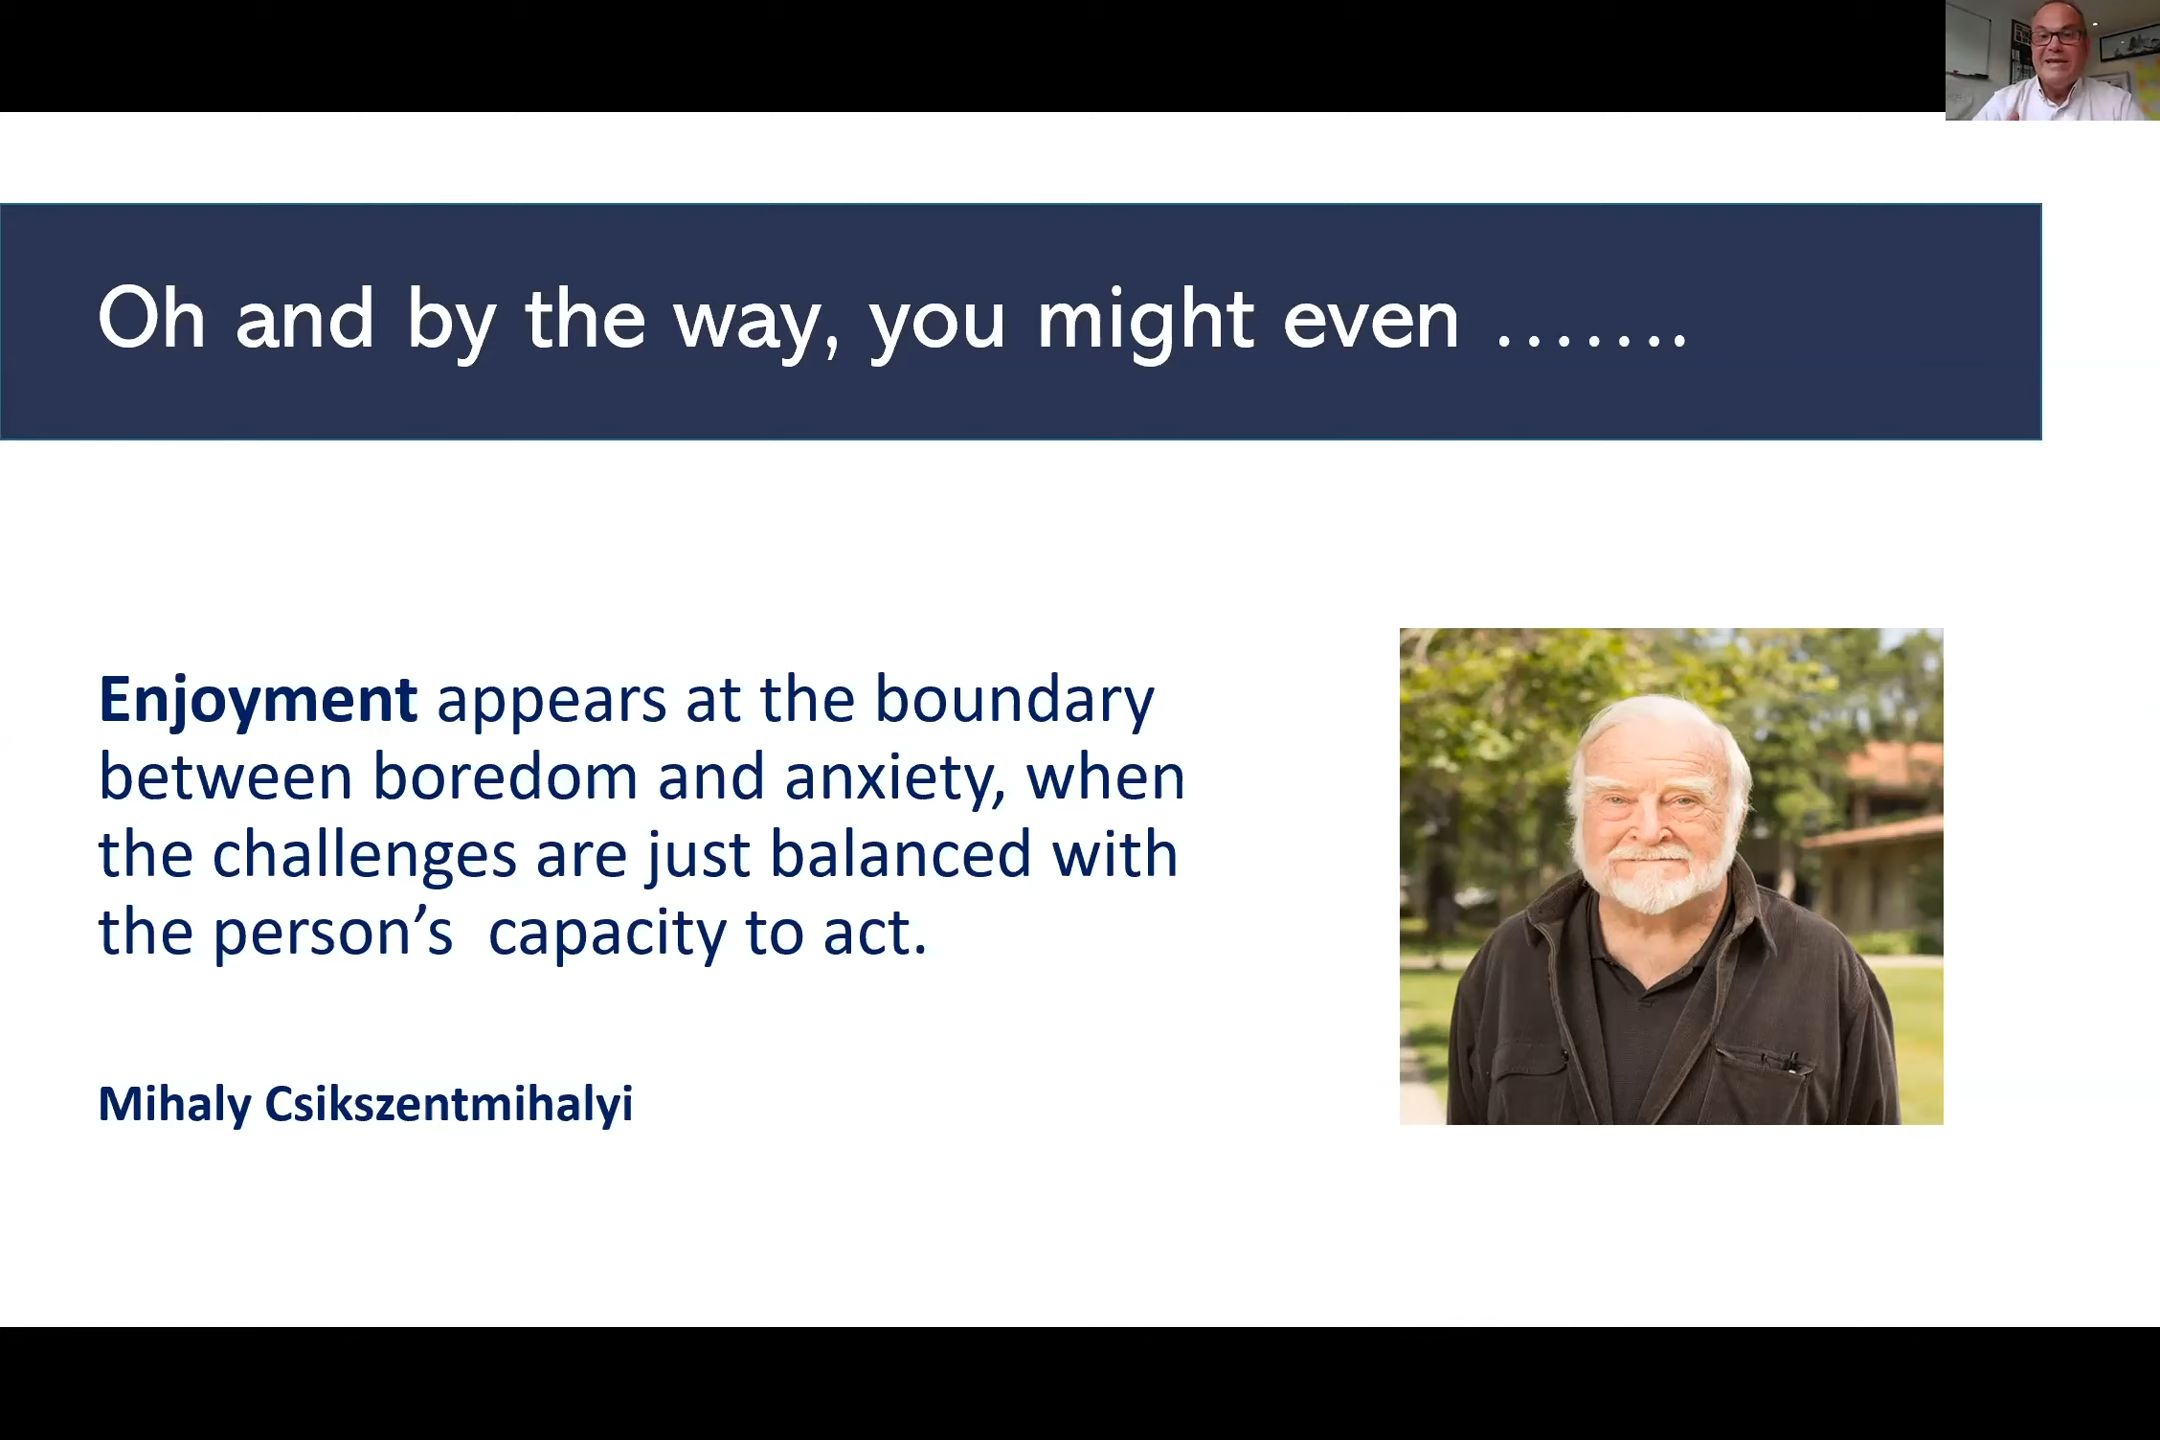 Oh and by the way, you might even .......
Enjoyment appears at the boundary
between boredom and anxiety, when
the challenges are just balanced with
the person’s  capacity to act.
Mihaly Csikszentmihalyi